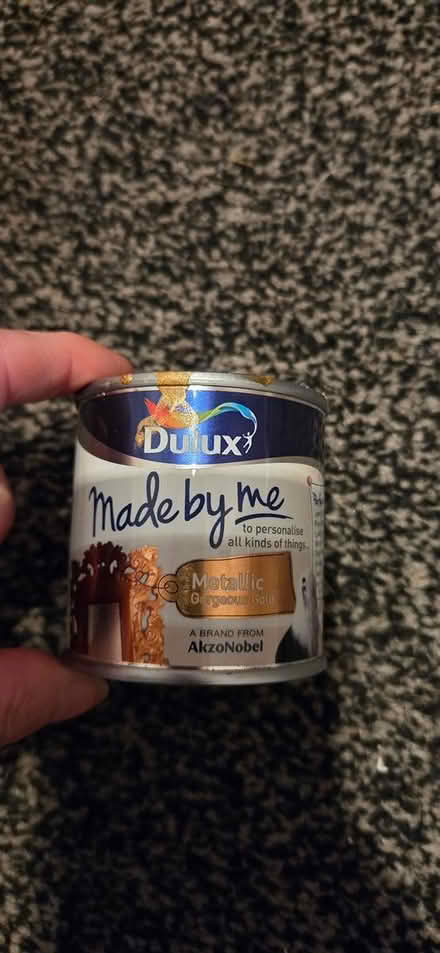 Dulux
Made by me
to personalise
all kinds of things...
Metallic
Gorgeous Gold
A BRAND FROM
AkzoNobel